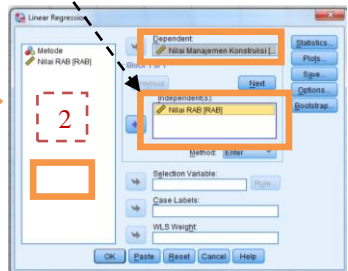 Linear Regression
Dependent:
Nilai Manajemen Konstruksi [...
Metode
Nilai RAB [RAB]
Block 1 of 1
Next
Independent(s):
Nilai RAB [RAB]
2
Method: Enter
Selection Variable:
Rule...
Case Labels:
WLS Weight:
Statistics...
Plots...
Save...
Options...
Bootstrap...
OK
Paste
Reset
Cancel
Help